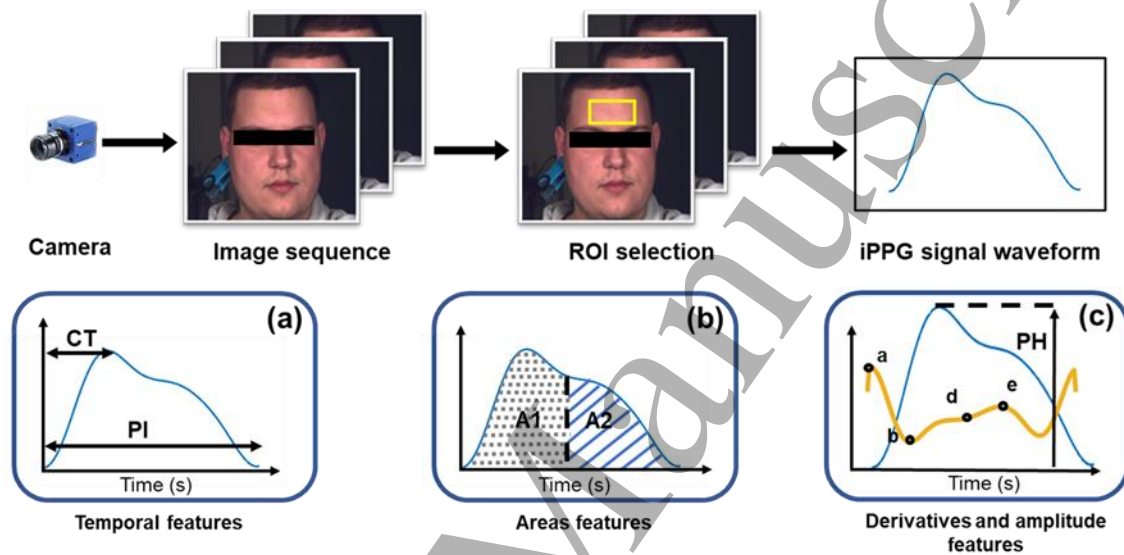 Camera
Image sequence
ROI selection
iPPG signal waveform
(a)
CT
PI
Time (s)
Temporal features
(b)
A1
A2
Time (s)
Areas features
(c)
PH
a
b
d
e
Time (s)
Derivatives and amplitude
features
Manusc